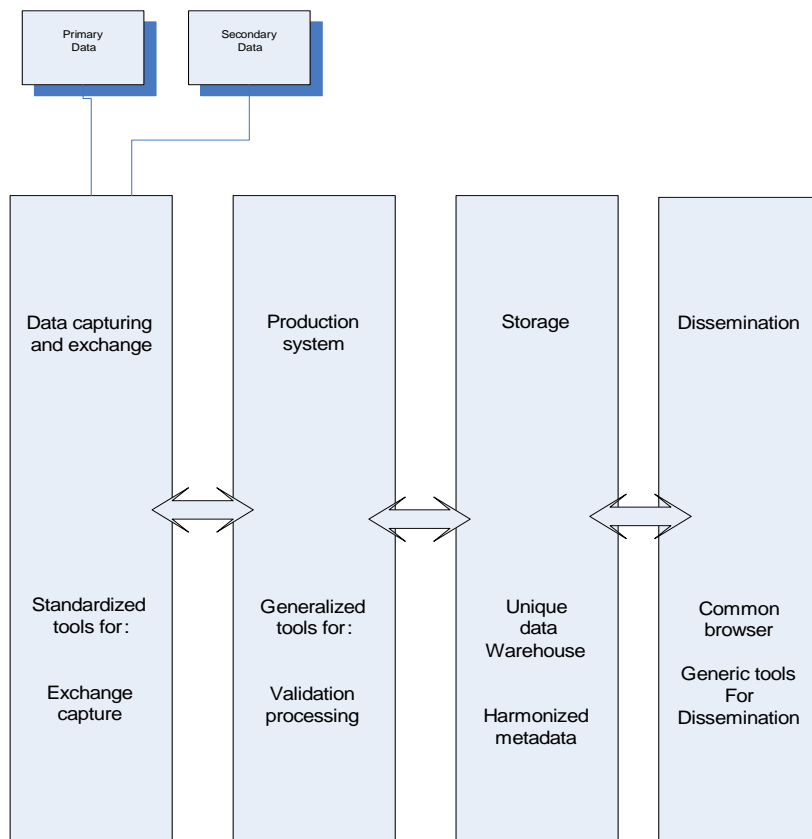 Primary
Data
Secondary
Data
Data capturing
and exchange
Standardized
tools for:
Exchange
capture
Production
system
Generalized
tools for:
Validation
processing
Storage
Unique
data
Warehouse
Harmonized
metadata
Dissemination
Common
browser
Generic tools
For
Dissemination